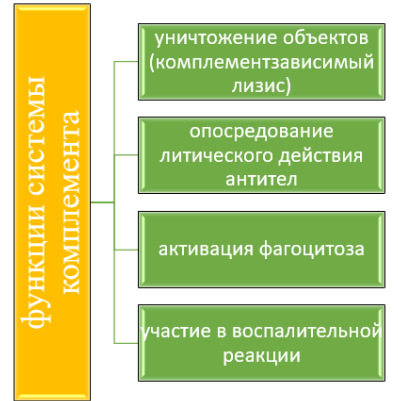 функции системы
комплемента
уничтожение объектов
(комплементзависимый
лизис)
опосредование
литического действия
антител
активация фагоцитоза
участие в воспалительной
реакции